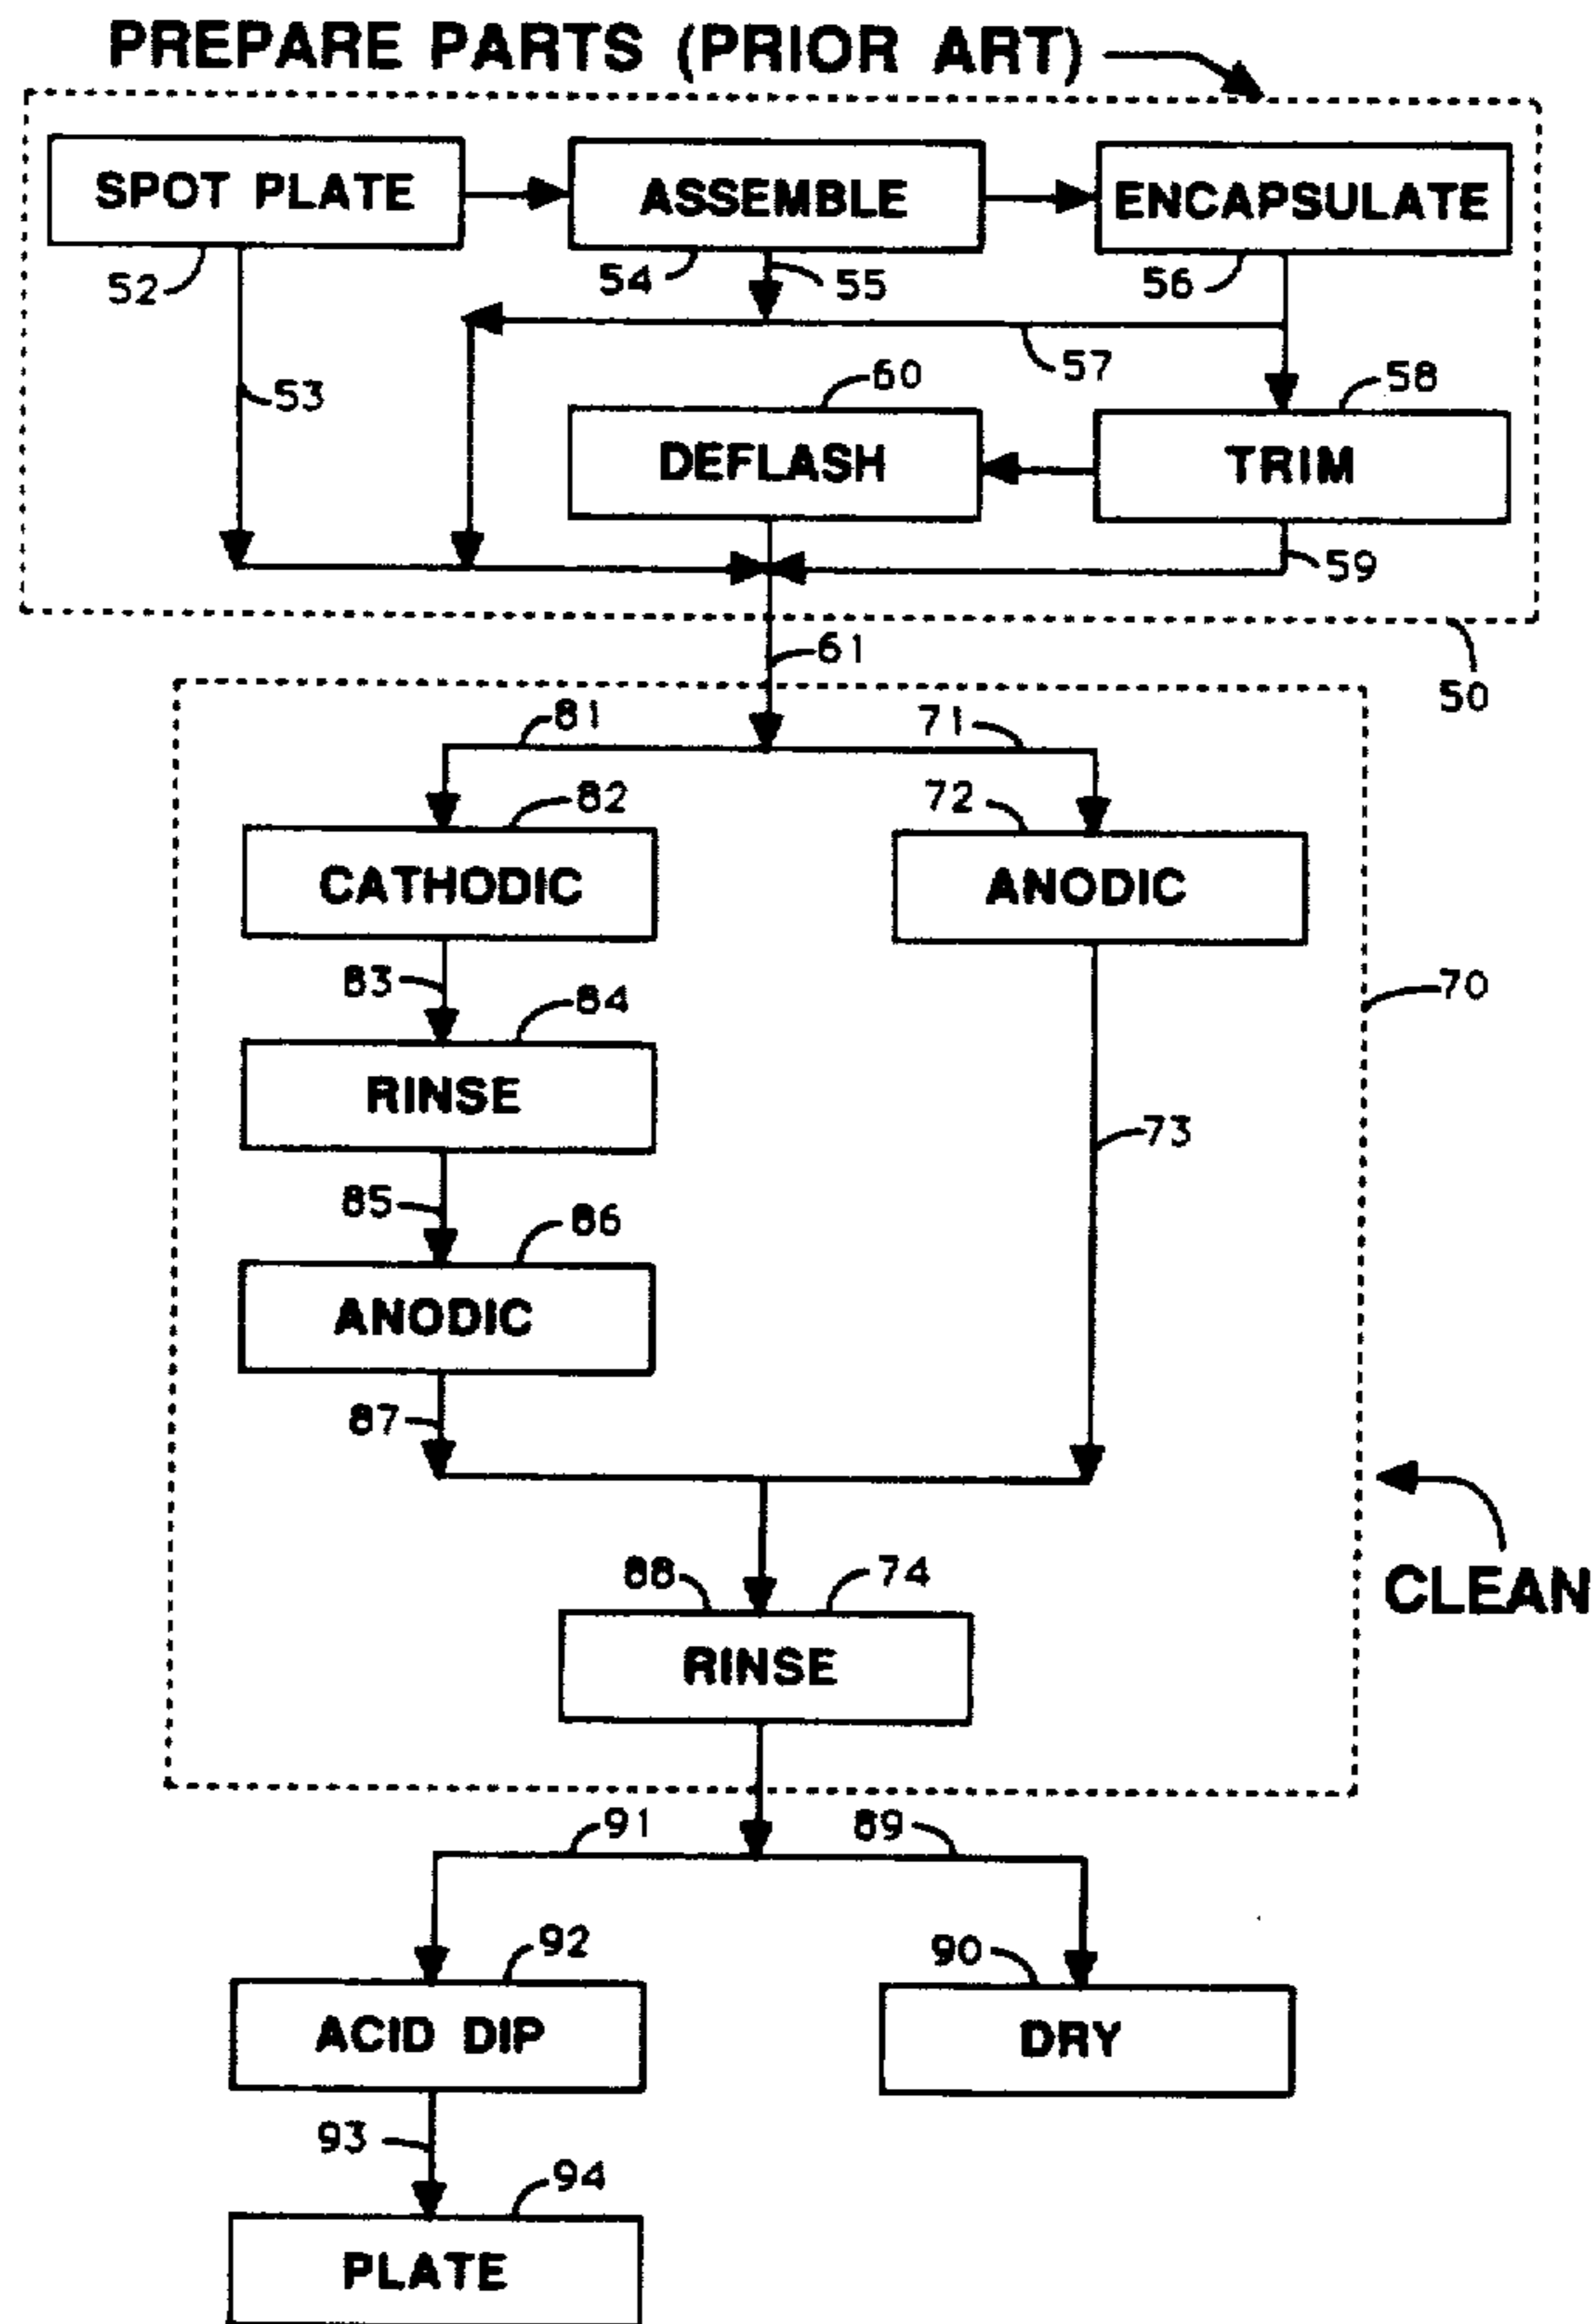 PREPARE PARTS (PRIOR ART)
SPOT PLATE
ASSEMBLE
ENCAPSULATE
52
54
55
56
57
53
60
58
DEFLASH
TRIM
59
61
50
81
71
82
72
CATHODIC
ANODIC
83
84
70
RINSE
73
85
86
ANODIC
87
88
74
CLEAN
RINSE
91
89
92
90
ACID DIP
DRY
93
94
PLATE